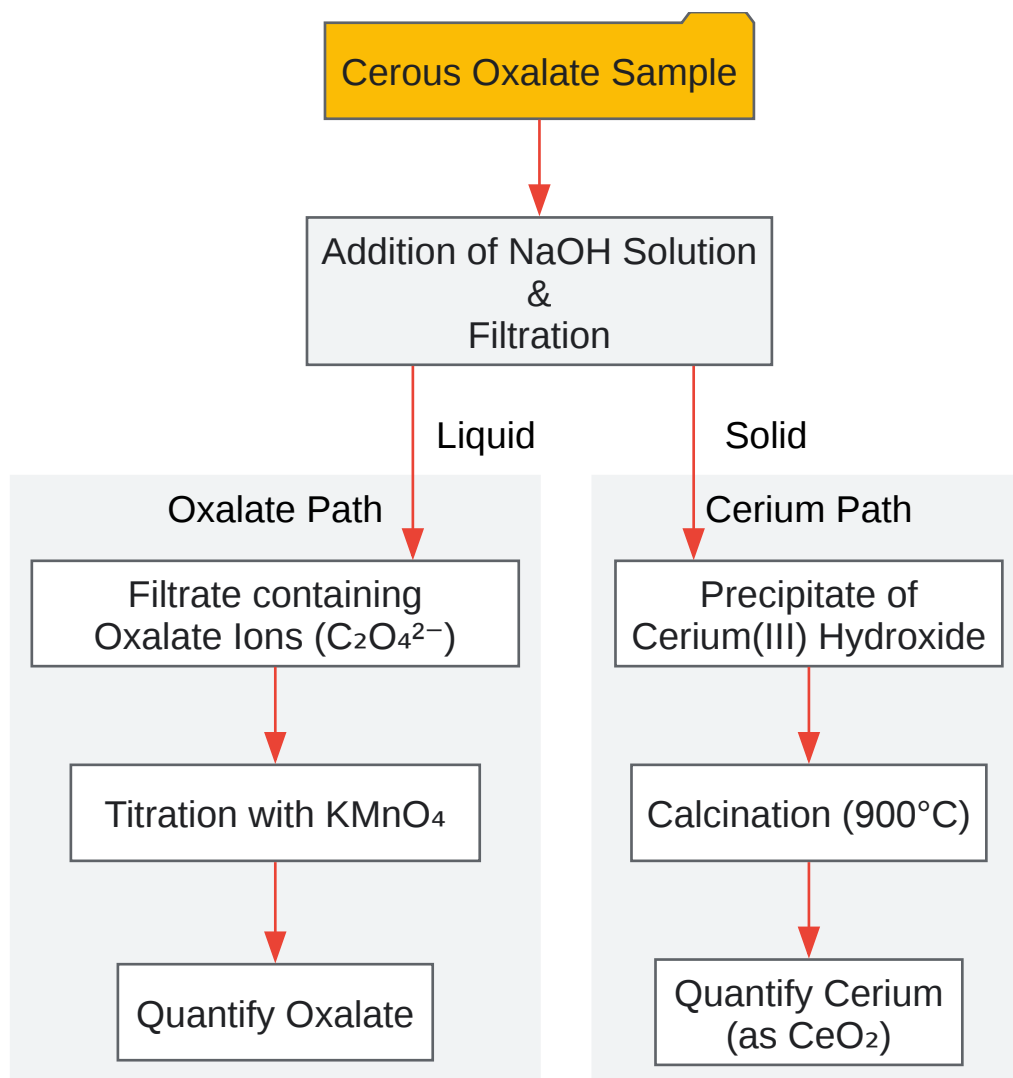 Cerous Oxalate Sample
Addition of NaOH Solution
&
Filtration
Liquid
Solid
Oxalate Path
Filtrate containing
Oxalate Ions (C₂O₄²⁻)
Titration with KMnO₄
Quantify Oxalate
Cerium Path
Precipitate of
Cerium(III) Hydroxide
Calcination (900°C)
Quantify Cerium
(as CeO₂)